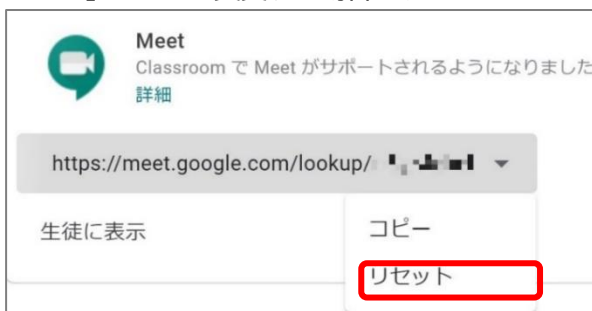 Meet
Classroom で Meet がサポートされるようになりました
詳細
https://meet.google.com/lookup/
生徒に表示
コピー
リセット